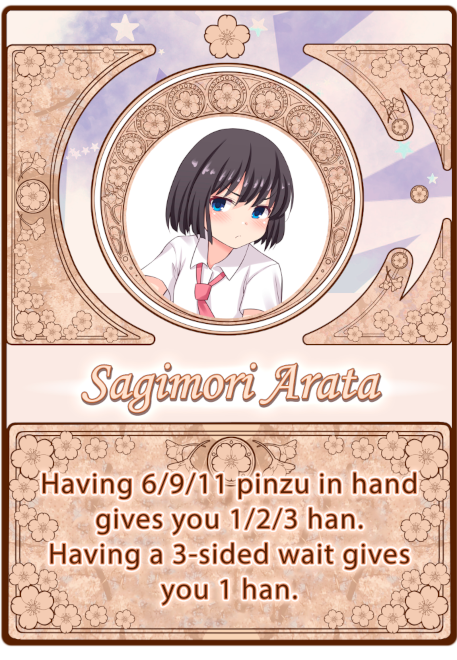 Sagimori Arata
Having 6/9/11 pinzu in hand
gives you 1/2/3 han.
Having a 3-sided wait gives
you 1 han.